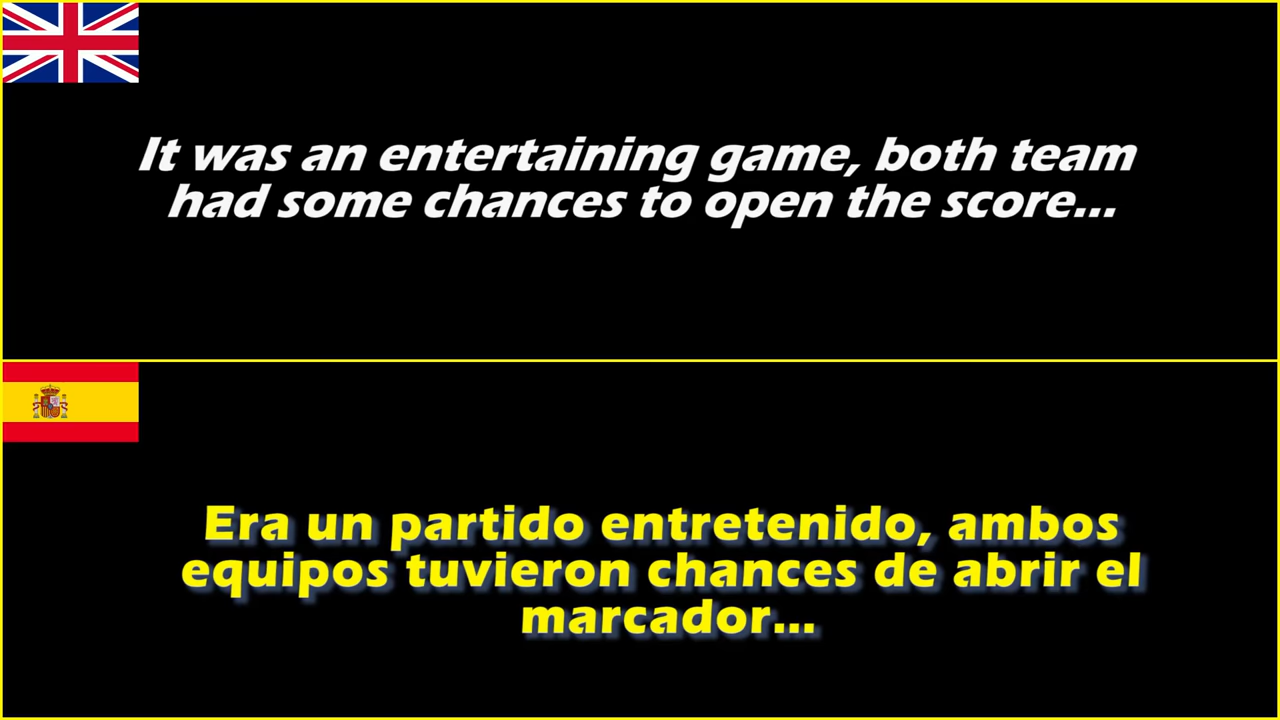 It was an entertaining game, both team
had some chances to open the score...
Era un partido entretenido, ambos
equipos tuvieron chances de abrir el
marcador...